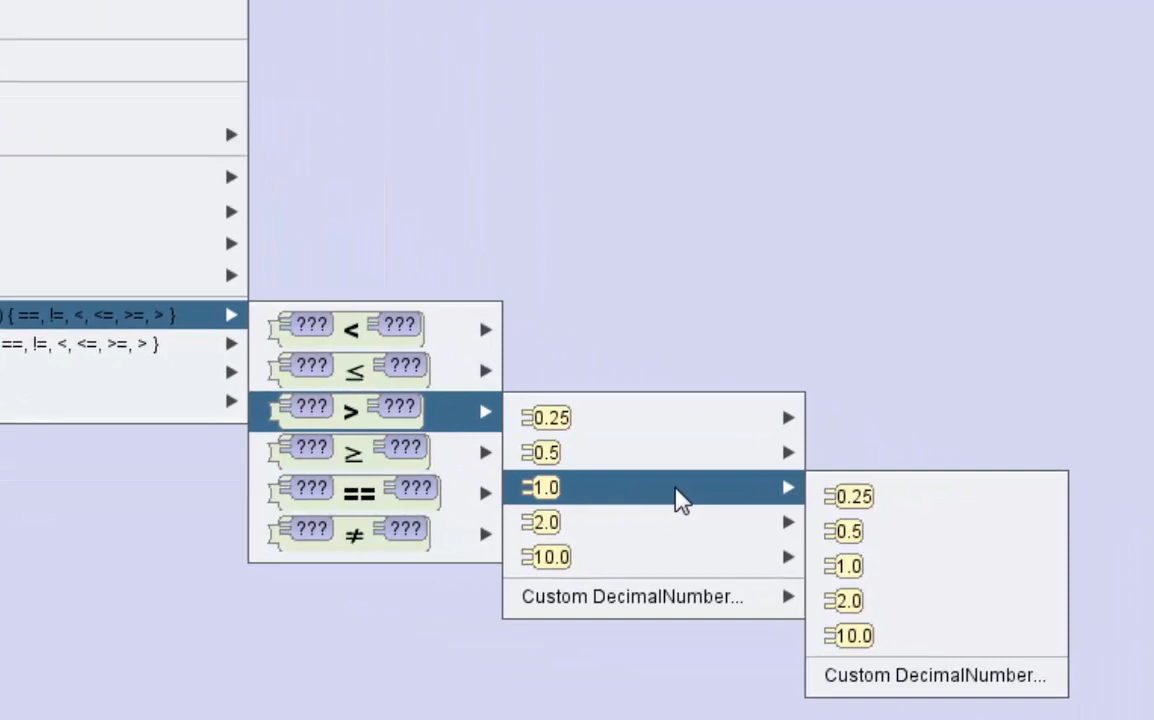 ) { ==, !=, <, <=, >=, > }
==, !=, <, <=, >=, > }
??? < ???
??? ≤ ???
??? > ???
??? ≥ ???
??? == ???
??? ≠ ???
0.25
0.5
1.0
2.0
10.0
Custom DecimalNumber...
0.25
0.5
1.0
2.0
10.0
Custom DecimalNumber...